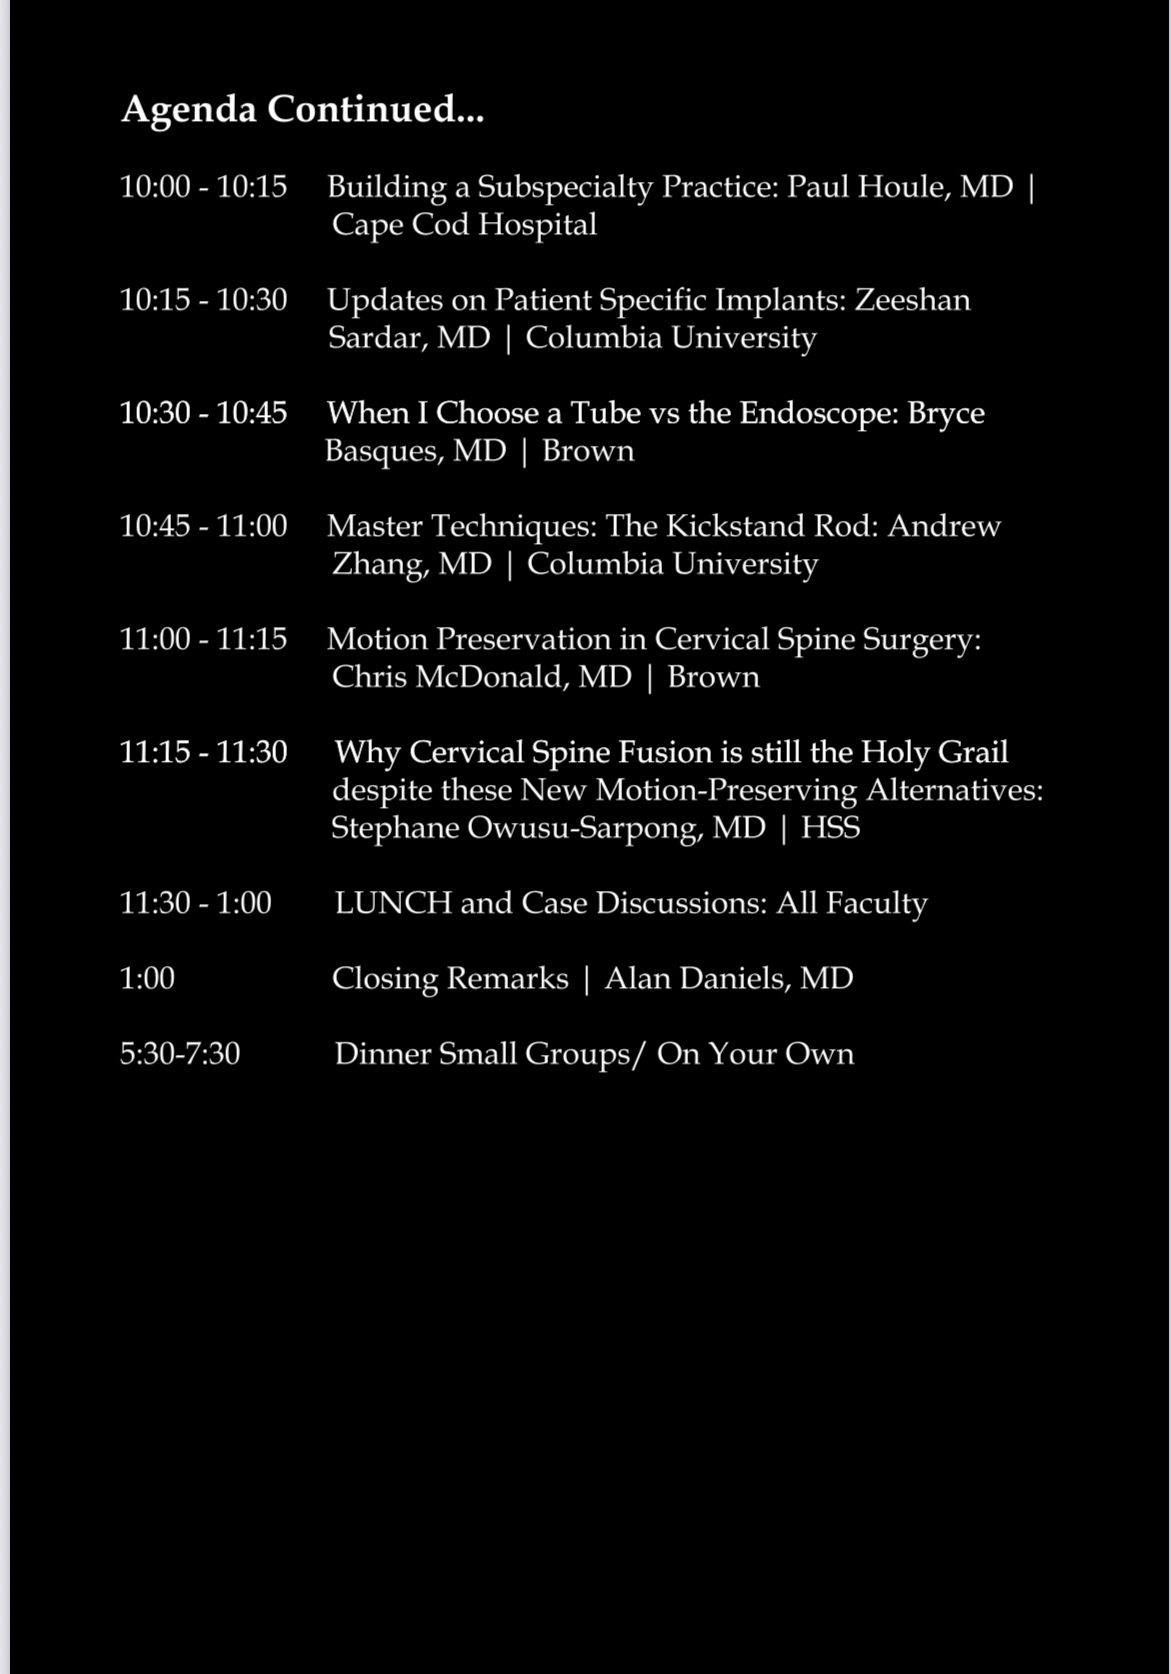 Agenda Continued...
10:00 - 10:15 Building a Subspecialty Practice: Paul Houle, MD |
Cape Cod Hospital
10:15 - 10:30 Updates on Patient Specific Implants: Zeeshan
Sardar, MD | Columbia University
10:30 - 10:45 When I Choose a Tube vs the Endoscope: Bryce
Basques, MD | Brown
10:45 - 11:00 Master Techniques: The Kickstand Rod: Andrew
Zhang, MD | Columbia University
11:00 - 11:15 Motion Preservation in Cervical Spine Surgery:
Chris McDonald, MD | Brown
11:15 - 11:30 Why Cervical Spine Fusion is still the Holy Grail
despite these New Motion-Preserving Alternatives:
Stephane Owusu-Sarpong, MD | HSS
11:30 - 1:00 LUNCH and Case Discussions: All Faculty
1:00 Closing Remarks | Alan Daniels, MD
5:30-7:30 Dinner Small Groups/ On Your Own